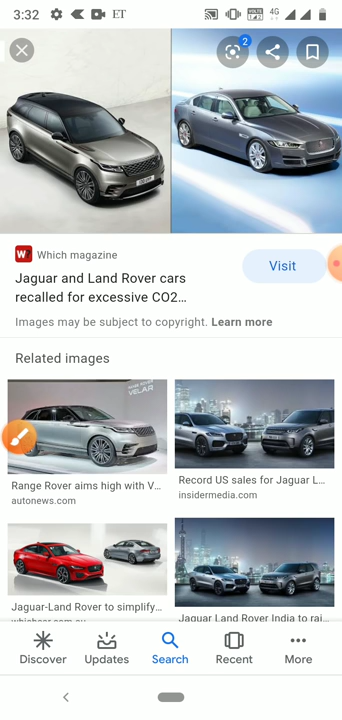 3:32 ET 4G
2
Which magazine
Visit
Jaguar and Land Rover cars
recalled for excessive CO2...
Images may be subject to copyright. Learn more
Related images
RANGE ROVER
VELAR
Range Rover aims high with V...
autonews.com
Record US sales for Jaguar L...
insidermedia.com
Jaguar-Land Rover to simplify...
Jaguar Land Rover India to rai...
Discover Updates Search Recent More